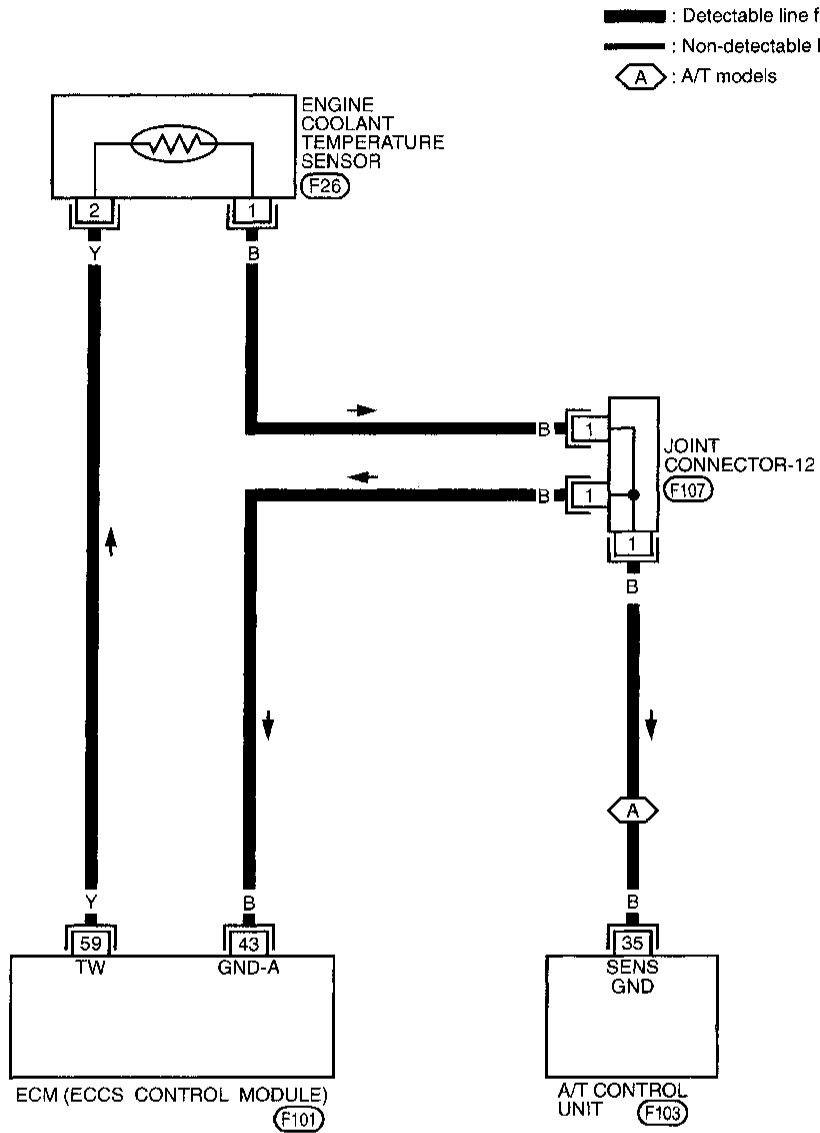 : Detectable line f
: Non-detectable l
A : A/T models
ENGINE
COOLANT
TEMPERATURE
SENSOR
F26
2 1
Y B
B 1
JOINT
CONNECTOR-12
F107
B 1
1
B
A
Y B B
59 43 35
TW GND-A SENS
GND
ECM (ECCS CONTROL MODULE)
F101
A/T CONTROL
UNIT F103